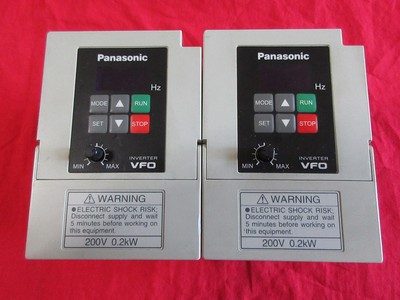 Panasonic
Hz
MODE ▲ RUN
SET ▼ STOP
MIN MAX
INVERTER
VF0
⚠ WARNING
● ELECTRIC SHOCK RISK;
Disconnect supply and wait
5 minutes before working on
this equipment.
200V 0.2kW
Panasonic
Hz
MODE ▲ RUN
SET ▼ STOP
MIN MAX
INVERTER
VF0
⚠ WARNING
● ELECTRIC SHOCK RISK;
Disconnect supply and wait
5 minutes before working on
this equipment.
200V 0.2kW